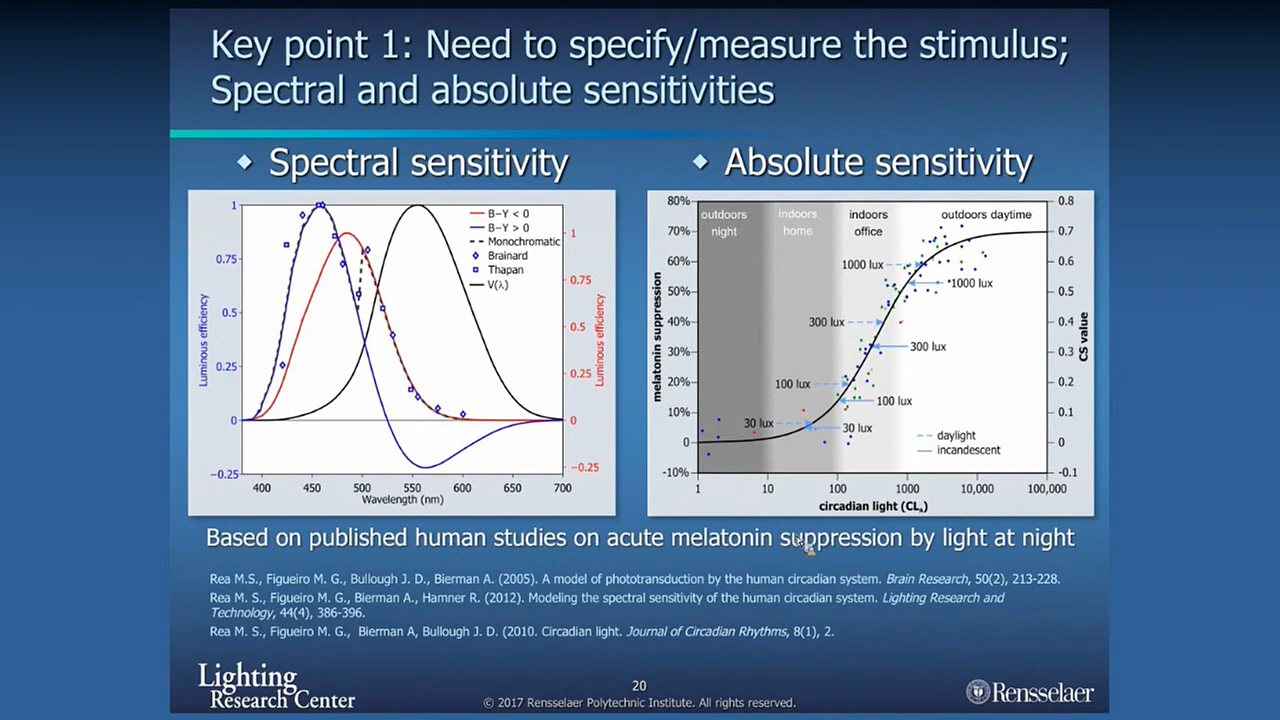 Key point 1: Need to specify/measure the stimulus;
Spectral and absolute sensitivities
Spectral sensitivity
1
0.75
0.5
0.25
0
−0.25
Luminous efficiency
B−Y < 0
B−Y > 0
Monochromatic
Brainard
Thapan
V(λ)
1
0.75
0.5
0.25
0
−0.25
Luminous efficiency
400 450 500 550 600 650 700
Wavelength (nm)
Absolute sensitivity
80%
70%
60%
50%
40%
30%
20%
10%
0
-10%
melatonin suppression
outdoors
night
indoors
home
indoors
office
outdoors daytime
1000 lux
1000 lux
300 lux
300 lux
100 lux
100 lux
30 lux
30 lux
daylight
incandescent
0.8
0.7
0.6
0.5
0.4
0.3
0.2
0.1
0
-0.1
CS value
1 10 100 1000 10,000 100,000
circadian light (CLA)
Based on published human studies on acute melatonin suppression by light at night
Rea M.S., Figueiro M. G., Bullough J. D., Bierman A. (2005). A model of phototransduction by the human circadian system. Brain Research, 50(2), 213-228.
Rea M. S., Figueiro M. G., Bierman A., Hamner R. (2012). Modeling the spectral sensitivity of the human circadian system. Lighting Research and
Technology, 44(4), 386-396.
Rea M. S., Figueiro M. G., Bierman A, Bullough J. D. (2010. Circadian light. Journal of Circadian Rhythms, 8(1), 2.
Lighting
Research Center
20
© 2017 Rensselaer Polytechnic Institute. All rights reserved.
Rensselaer